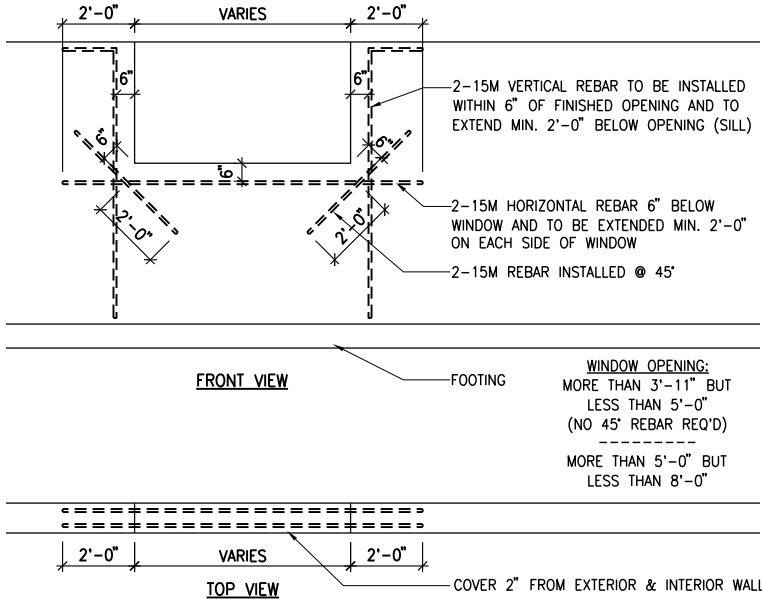 2'-0" VARIES 2'-0"
6" 6"
2-15M VERTICAL REBAR TO BE INSTALLED
WITHIN 6" OF FINISHED OPENING AND TO
EXTEND MIN. 2'-0" BELOW OPENING (SILL)
6" 6" 6"
2'-0" 2'-0"
2-15M HORIZONTAL REBAR 6" BELOW
WINDOW AND TO BE EXTENDED MIN. 2'-0"
ON EACH SIDE OF WINDOW
2-15M REBAR INSTALLED @ 45°
FRONT VIEW
FOOTING
WINDOW OPENING:
MORE THAN 3'-11" BUT
LESS THAN 5'-0"
(NO 45° REBAR REQ'D)
---------
MORE THAN 5'-0" BUT
LESS THAN 8'-0"
2'-0" VARIES 2'-0"
TOP VIEW
COVER 2" FROM EXTERIOR & INTERIOR WALL